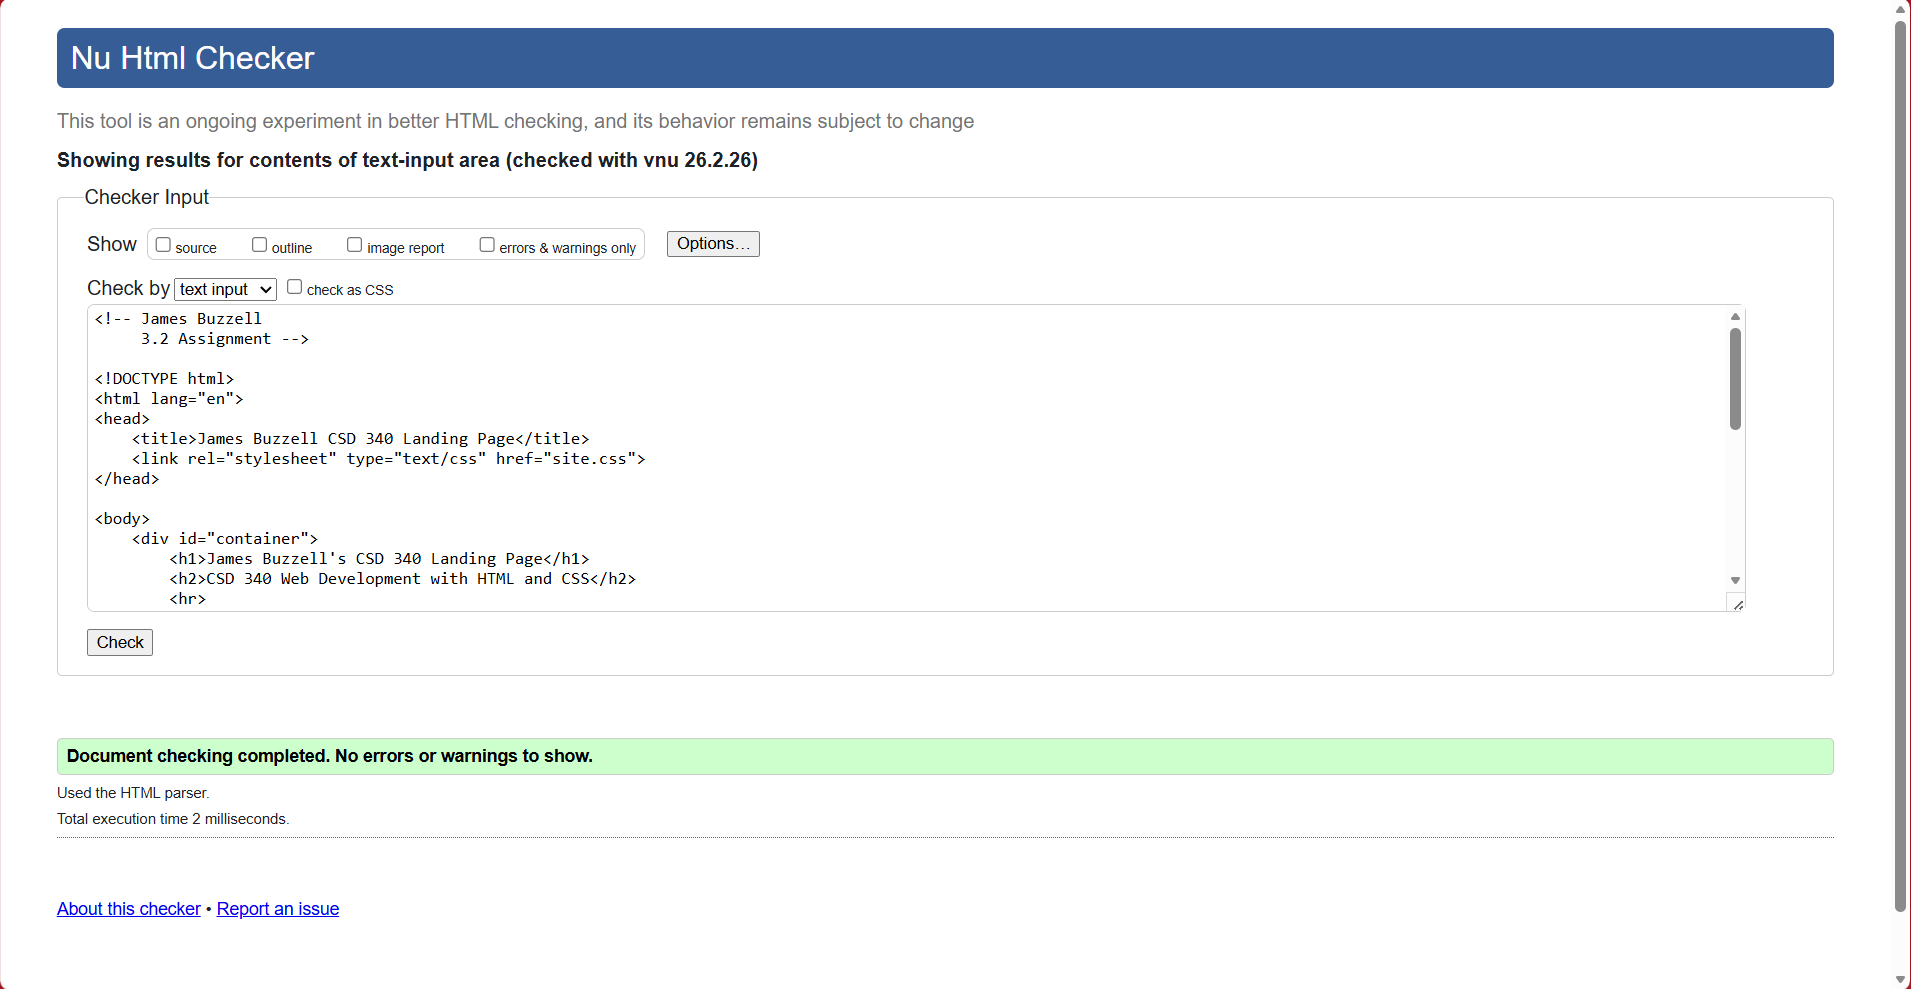 Nu Html Checker
This tool is an ongoing experiment in better HTML checking, and its behavior remains subject to change
Showing results for contents of text-input area (checked with vnu 26.2.26)
Checker Input
Show source outline image report errors & warnings only Options…
Check by text input check as CSS
<!-- James Buzzell
     3.2 Assignment -->
<!DOCTYPE html>
<html lang="en">
<head>
    <title>James Buzzell CSD 340 Landing Page</title>
    <link rel="stylesheet" type="text/css" href="site.css">
</head>
<body>
    <div id="container">
        <h1>James Buzzell's CSD 340 Landing Page</h1>
        <h2>CSD 340 Web Development with HTML and CSS</h2>
        <hr>
Check
Document checking completed. No errors or warnings to show.
Used the HTML parser.
Total execution time 2 milliseconds.
About this checker • Report an issue